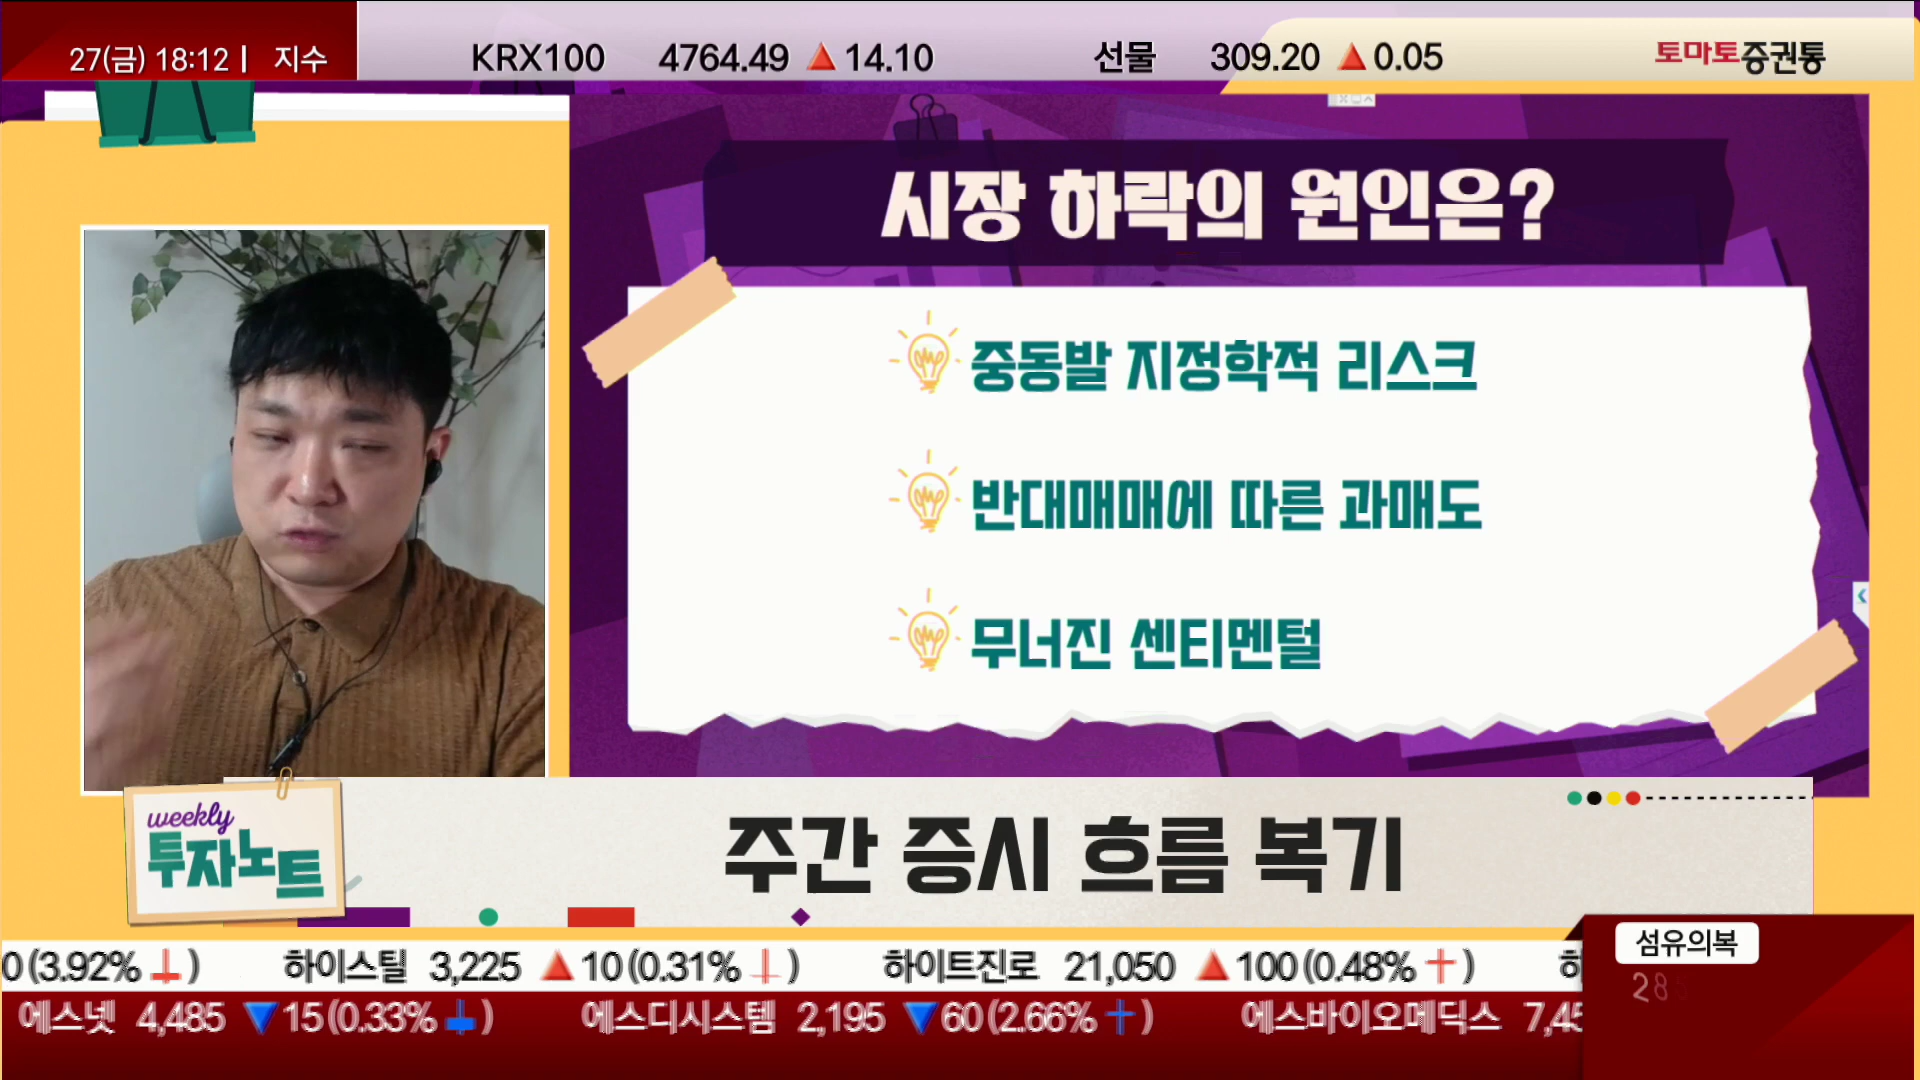 27(금) 18:12 | 지수 KRX100 4764.49 ▲ 14.10 선물 309.20 ▲ 0.05 토마토증권통
시장 하락의 원인은?
중동발 지정학적 리스크
반대매매에 따른 과매도
무너진 센티멘털
weekly
투자노트
주간 증시 흐름 복기
섬유의복
0(3.92% ) 하이스틸 3,225 ▲10(0.31% ) 하이트진로 21,050 ▲100(0.48% )
에스넷 4,485 ▼15(0.33% ) 에스디시스템 2,195 ▼60(2.66% ) 에스바이오메딕스 7,45